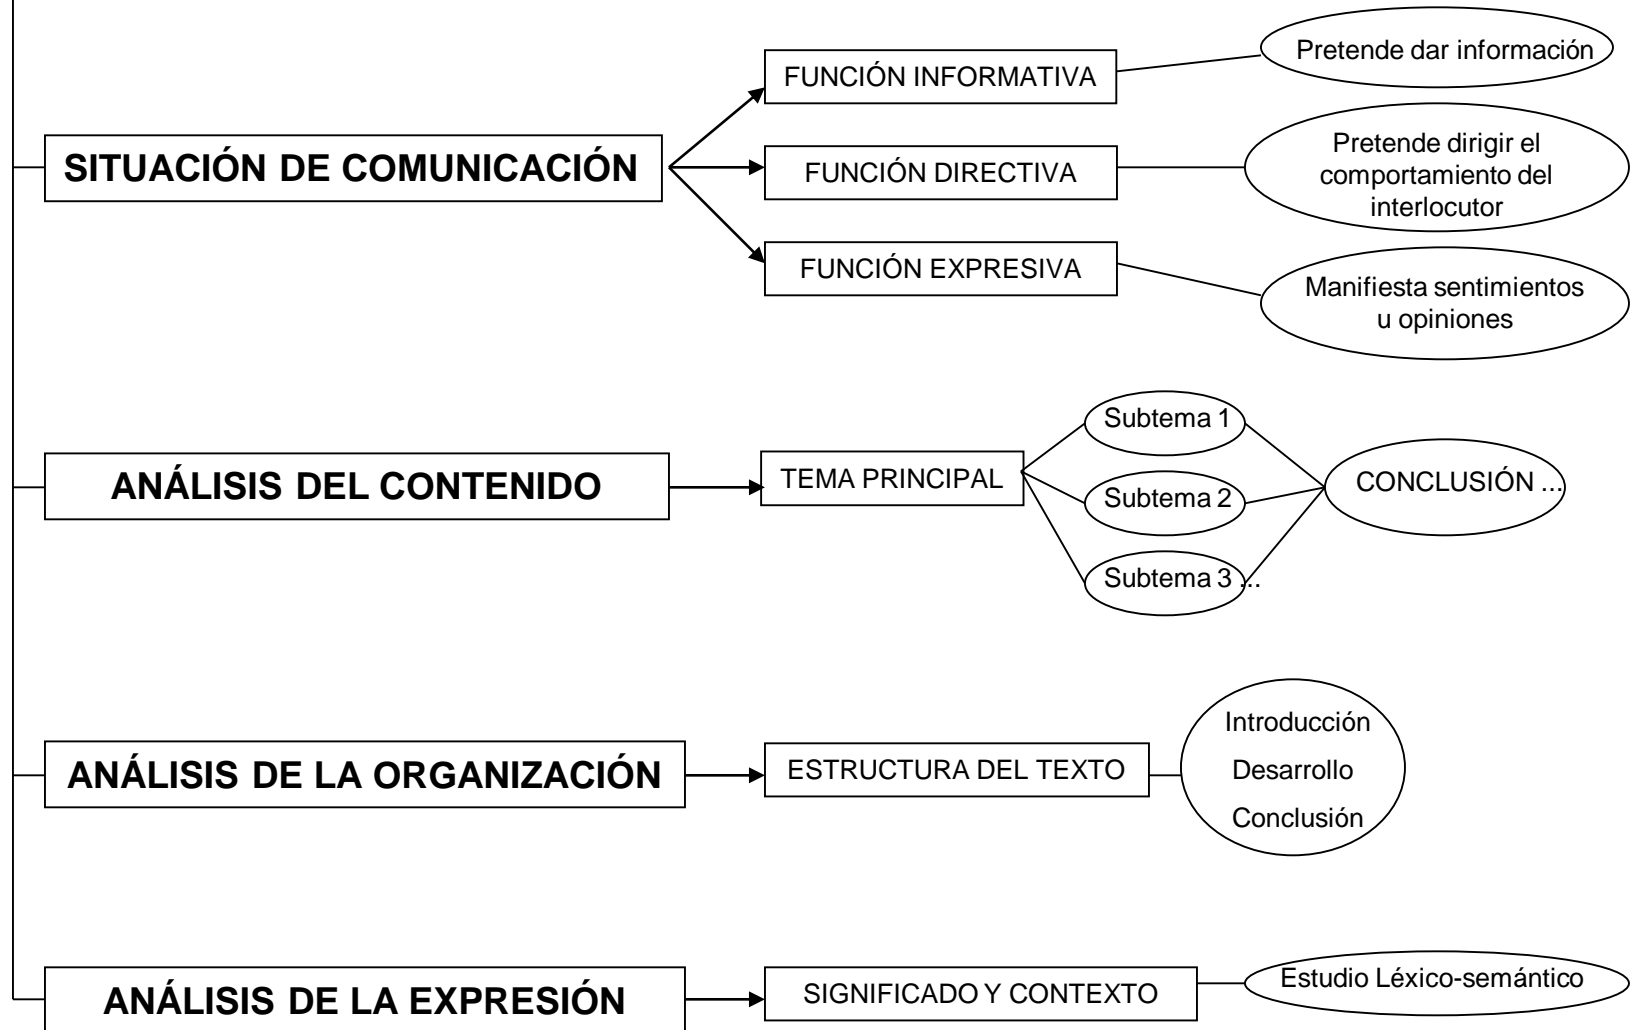 SITUACIÓN DE COMUNICACIÓN
FUNCIÓN INFORMATIVA
Pretende dar información
FUNCIÓN DIRECTIVA
Pretende dirigir el
comportamiento del
interlocutor
FUNCIÓN EXPRESIVA
Manifiesta sentimientos
u opiniones
ANÁLISIS DEL CONTENIDO
TEMA PRINCIPAL
Subtema 1
Subtema 2
Subtema 3 ...
CONCLUSIÓN ...
ANÁLISIS DE LA ORGANIZACIÓN
ESTRUCTURA DEL TEXTO
Introducción
Desarrollo
Conclusión
ANÁLISIS DE LA EXPRESIÓN
SIGNIFICADO Y CONTEXTO
Estudio Léxico-semántico